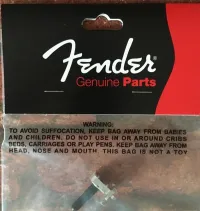 Fender
Genuine Parts
WARNING:
TO AVOID SUFFOCATION, KEEP BAG AWAY FROM BABIES
AND CHILDREN. DO NOT USE IN OR AROUND CRIBS
BEDS, CARRIAGES OR PLAY PENS. KEEP AWAY FROM
HEAD, NOSE AND MOUTH. THIS BAG IS NOT A TOY